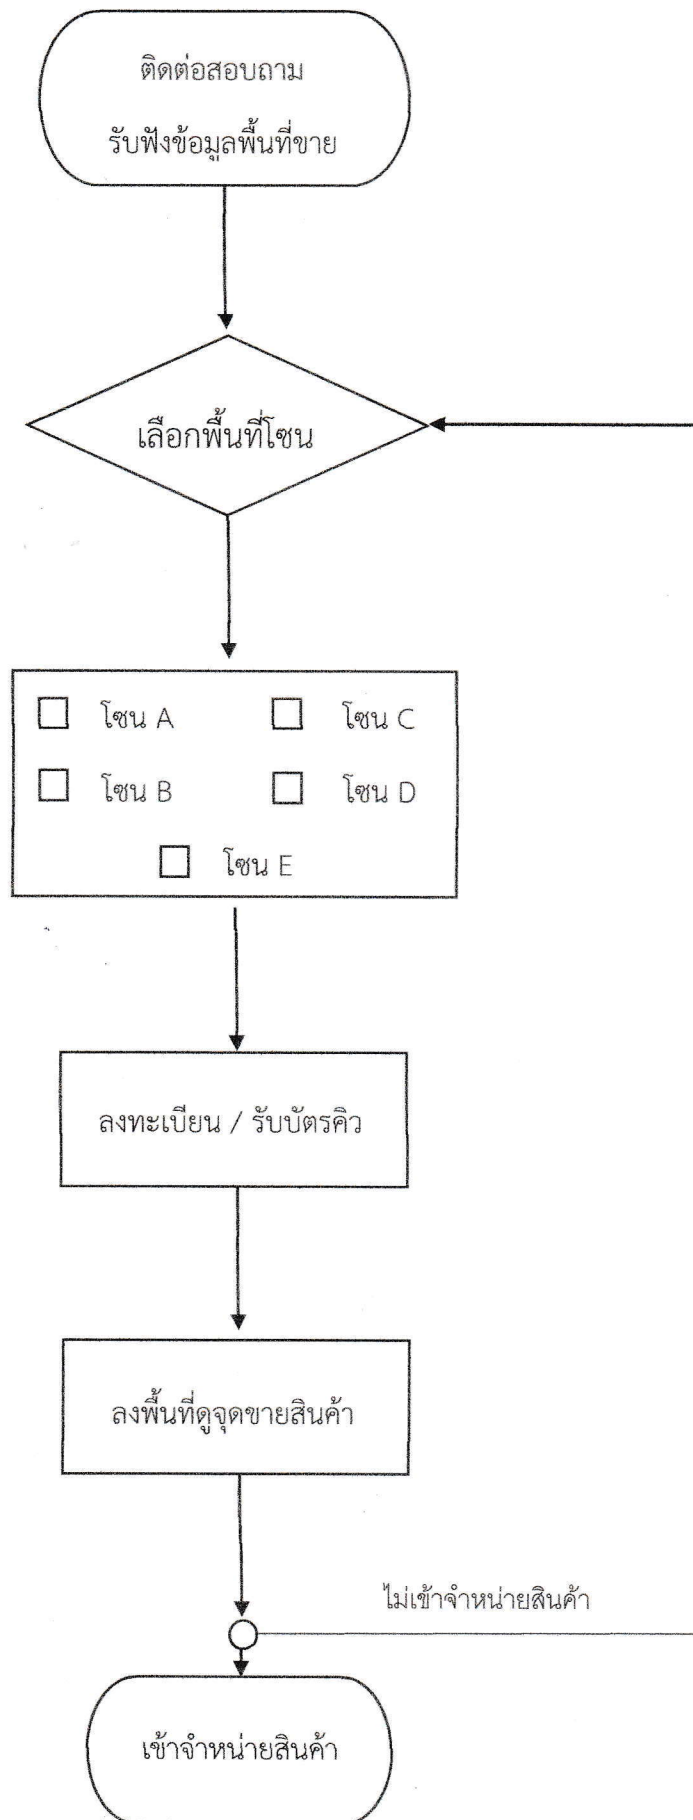 ติดต่อสอบถาม
รับฟังข้อมูลพื้นที่ขาย
เลือกพื้นที่โซน
โซน A
โซน C
โซน B
โซน D
โซน E
ลงทะเบียน / รับบัตรคิว
ลงพื้นที่ดูจุดขายสินค้า
ไม่เข้าจำหน่ายสินค้า
เข้าจำหน่ายสินค้า